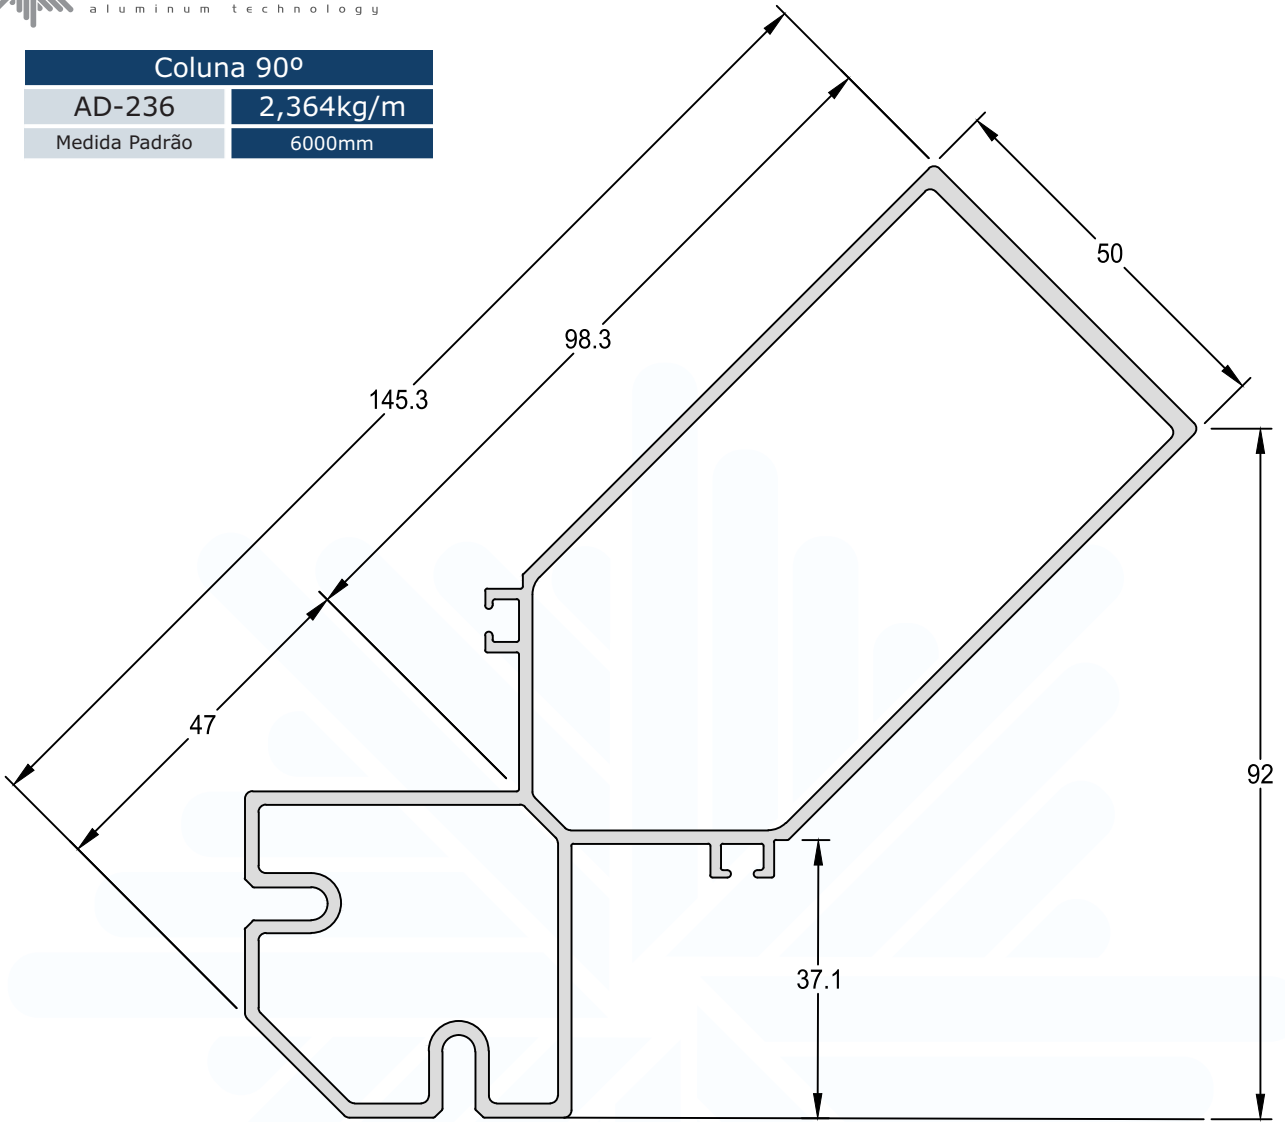 aluminum technology
Coluna 90º
AD-236 2,364kg/m
Medida Padrão 6000mm
50
98.3
145.3
47
92
37.1